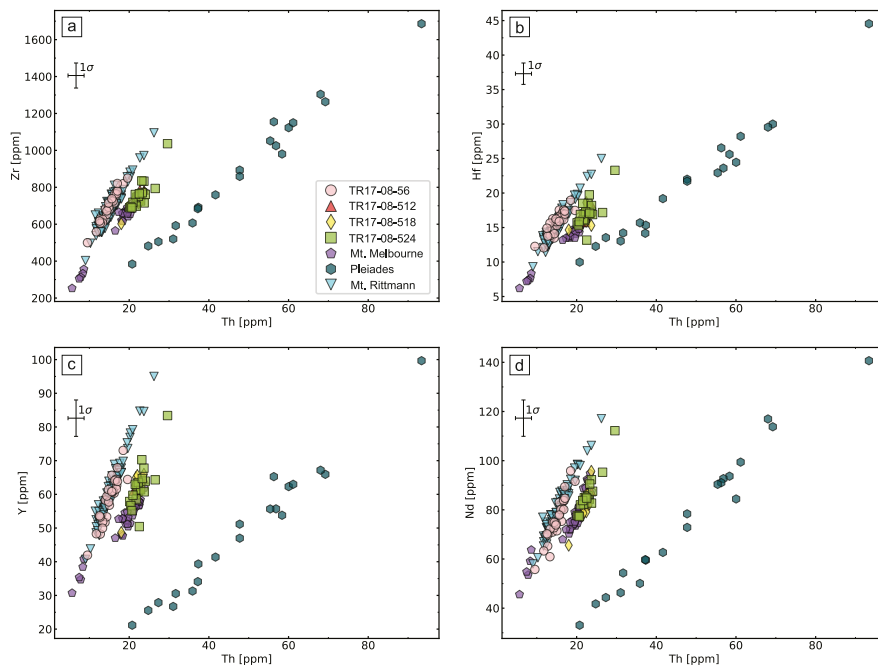 a
1σ
Zr [ppm]
1600
1400
1200
1000
800
600
400
200
20 40 60 80
Th [ppm]
TR17-08-56
TR17-08-512
TR17-08-518
TR17-08-524
Mt. Melbourne
Pleiades
Mt. Rittmann
b
1σ
Hf [ppm]
45
40
35
30
25
20
15
10
5
20 40 60 80
Th [ppm]
c
1σ
Y [ppm]
100
90
80
70
60
50
40
30
20
20 40 60 80
Th [ppm]
d
1σ
Nd [ppm]
140
120
100
80
60
40
20 40 60 80
Th [ppm]